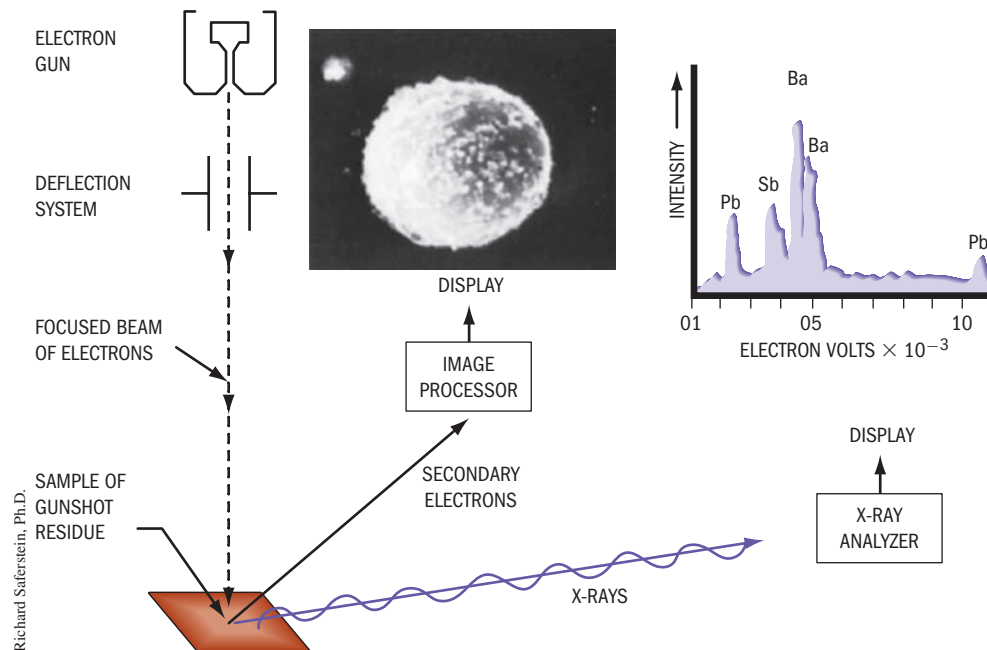 ELECTRON
GUN
DEFLECTION
SYSTEM
FOCUSED BEAM
OF ELECTRONS
SAMPLE OF
GUNSHOT
RESIDUE
Richard Saferstein, Ph.D.
DISPLAY
IMAGE
PROCESSOR
SECONDARY
ELECTRONS
X-RAYS
INTENSITY
Pb
Sb
Ba
Ba
Pb
01 05 10
ELECTRON VOLTS × 10⁻³
DISPLAY
X-RAY
ANALYZER